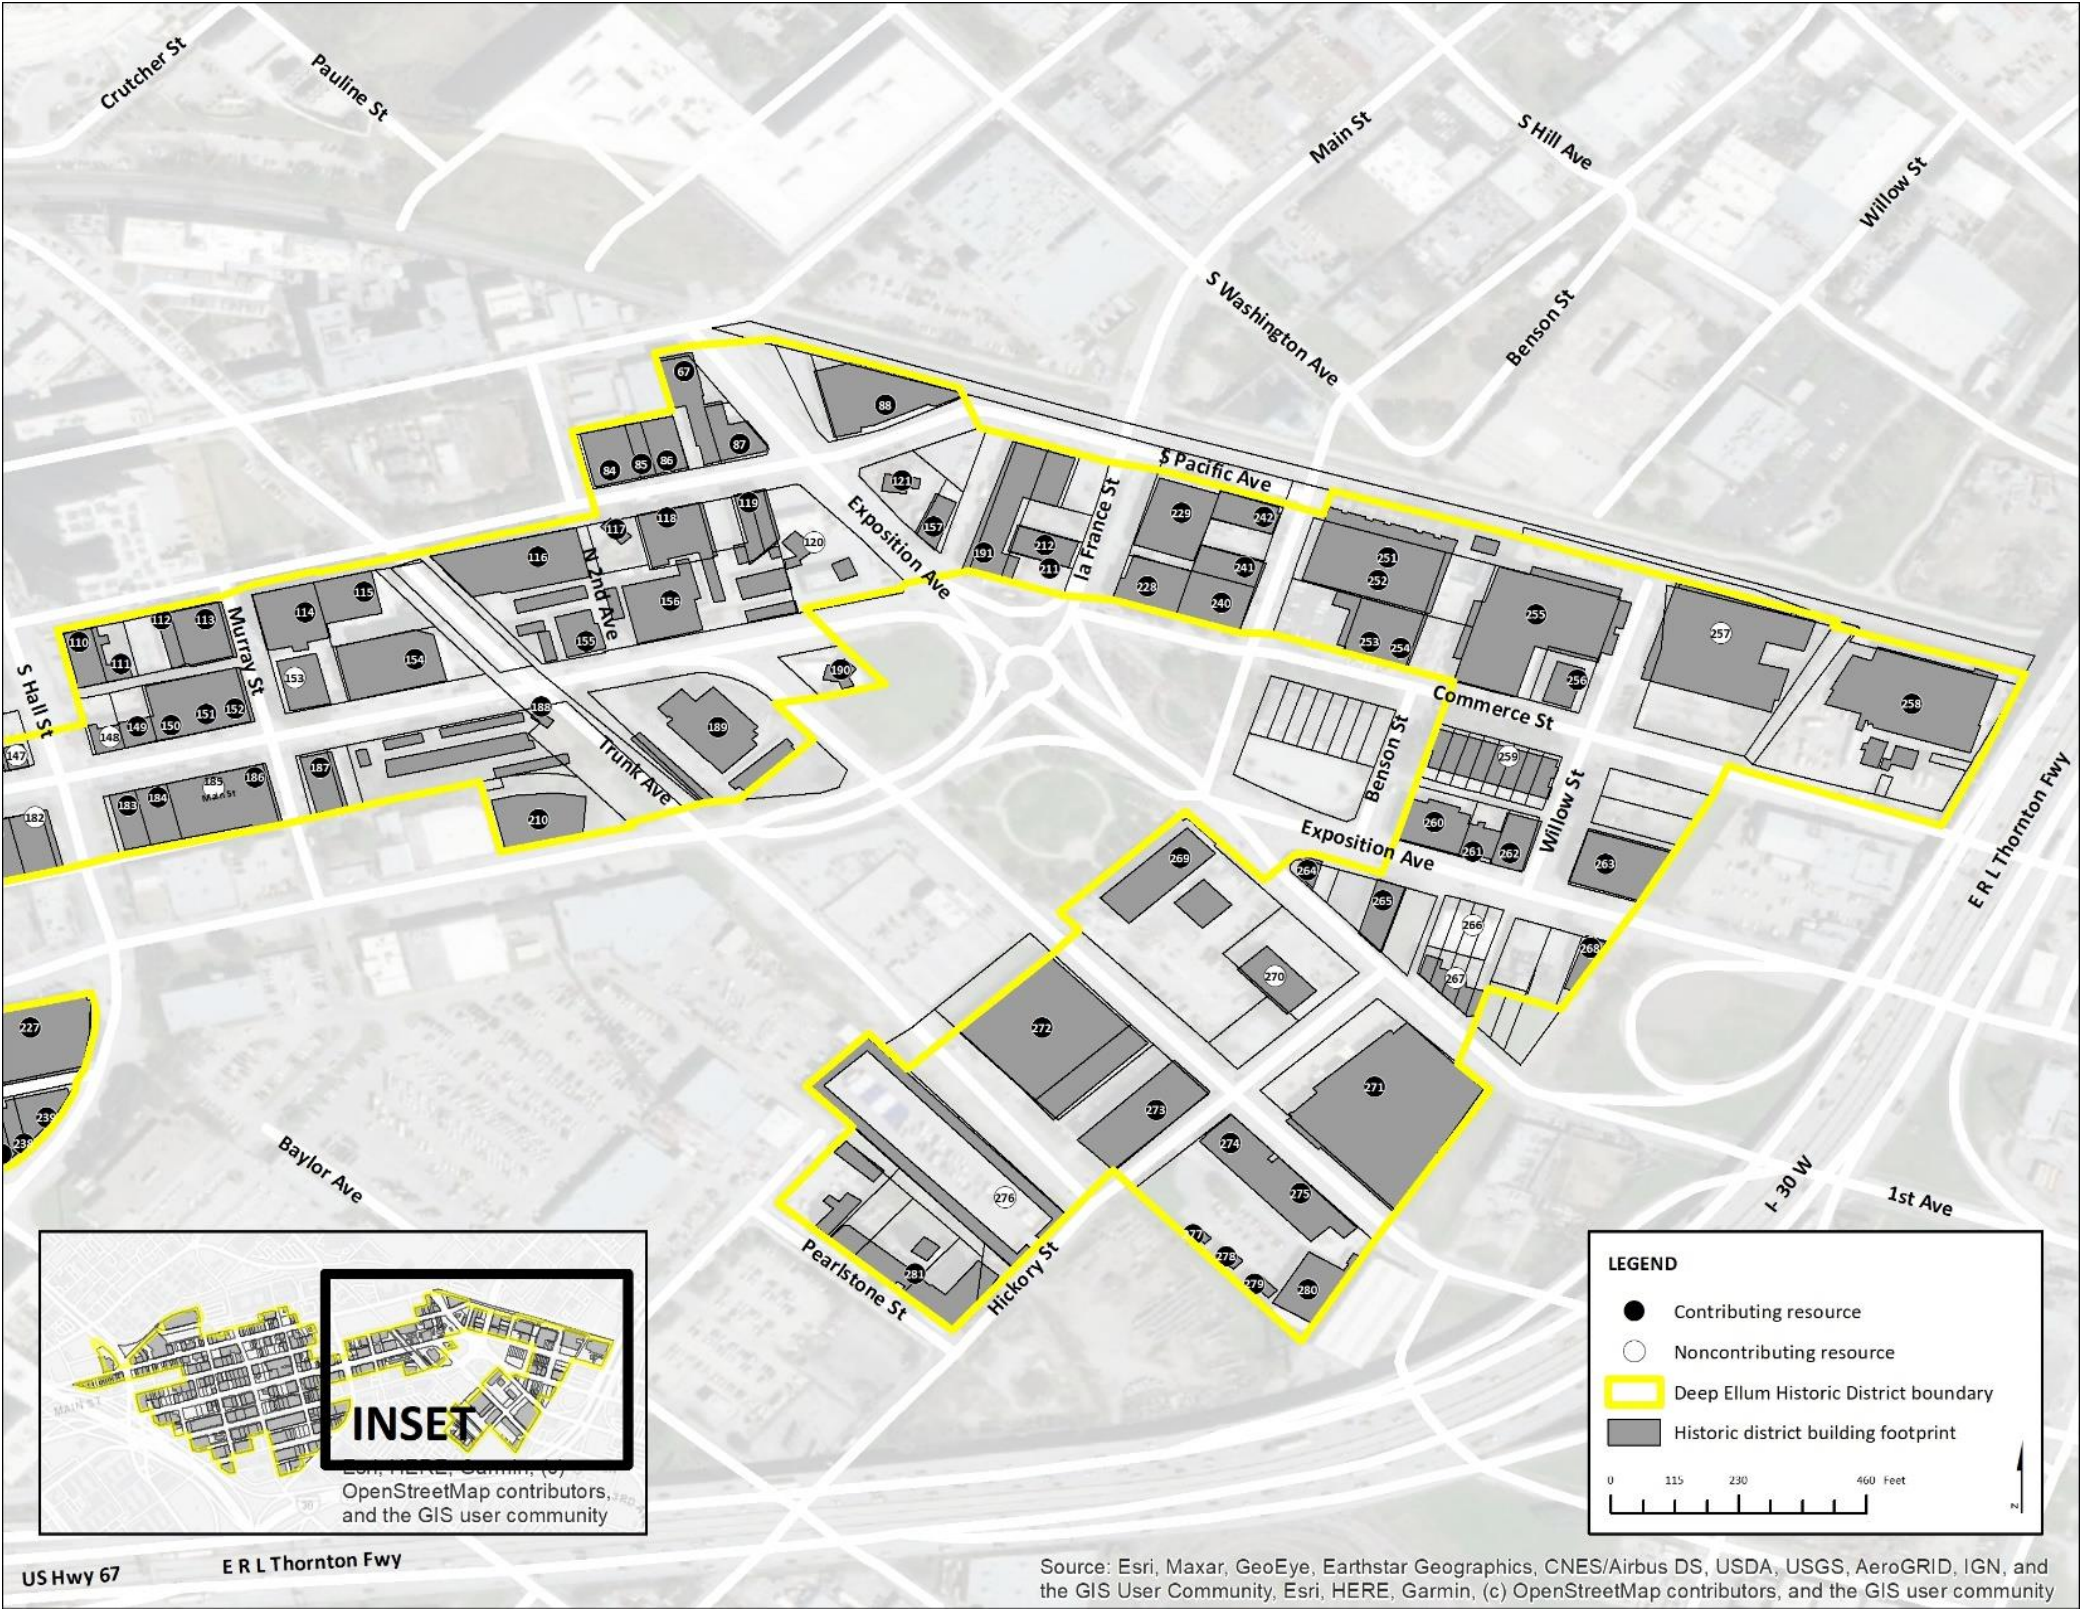 Crutcher St
Pauline St
Main St
S Hill Ave
Willow St
S Washington Ave
Benson St
67
88
87
84
85
86
S Pacific Ave
121
119
118
117
157
120
Exposition Ave
la France St
229
242
191
212
211
241
228
240
251
252
116
N 2nd Ave
156
155
115
114
113
112
110
111
Murray St
154
153
255
253
254
256
257
258
190
S Hall St
152
151
150
149
148
147
188
189
Commerce St
Benson St
259
187
186
185
Main St
184
183
182
Trunk Ave
210
Willow St
E R L Thornton Fwy
260
261
262
263
Exposition Ave
269
264
265
266
268
267
270
227
272
271
239
238
273
274
275
Baylor Ave
I- 30 W
1st Ave
276
278
279
280
281
Pearlstone St
Hickory St
LEGEND
Contributing resource
Noncontributing resource
Deep Ellum Historic District boundary
Historic district building footprint
0 115 230 460 Feet
N
MAIN ST
INSET
Esri, HERE, Garmin, (c)
OpenStreetMap contributors,
and the GIS user community
US Hwy 67
E R L Thornton Fwy
Source: Esri, Maxar, GeoEye, Earthstar Geographics, CNES/Airbus DS, USDA, USGS, AeroGRID, IGN, and
the GIS User Community, Esri, HERE, Garmin, (c) OpenStreetMap contributors, and the GIS user community